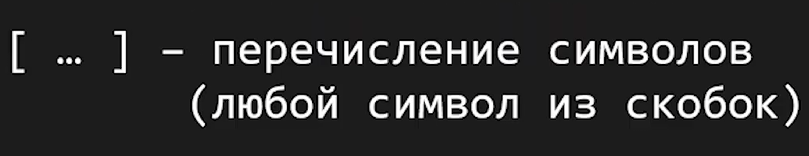 [ … ] – перечисление символов
(любой символ из скобок)